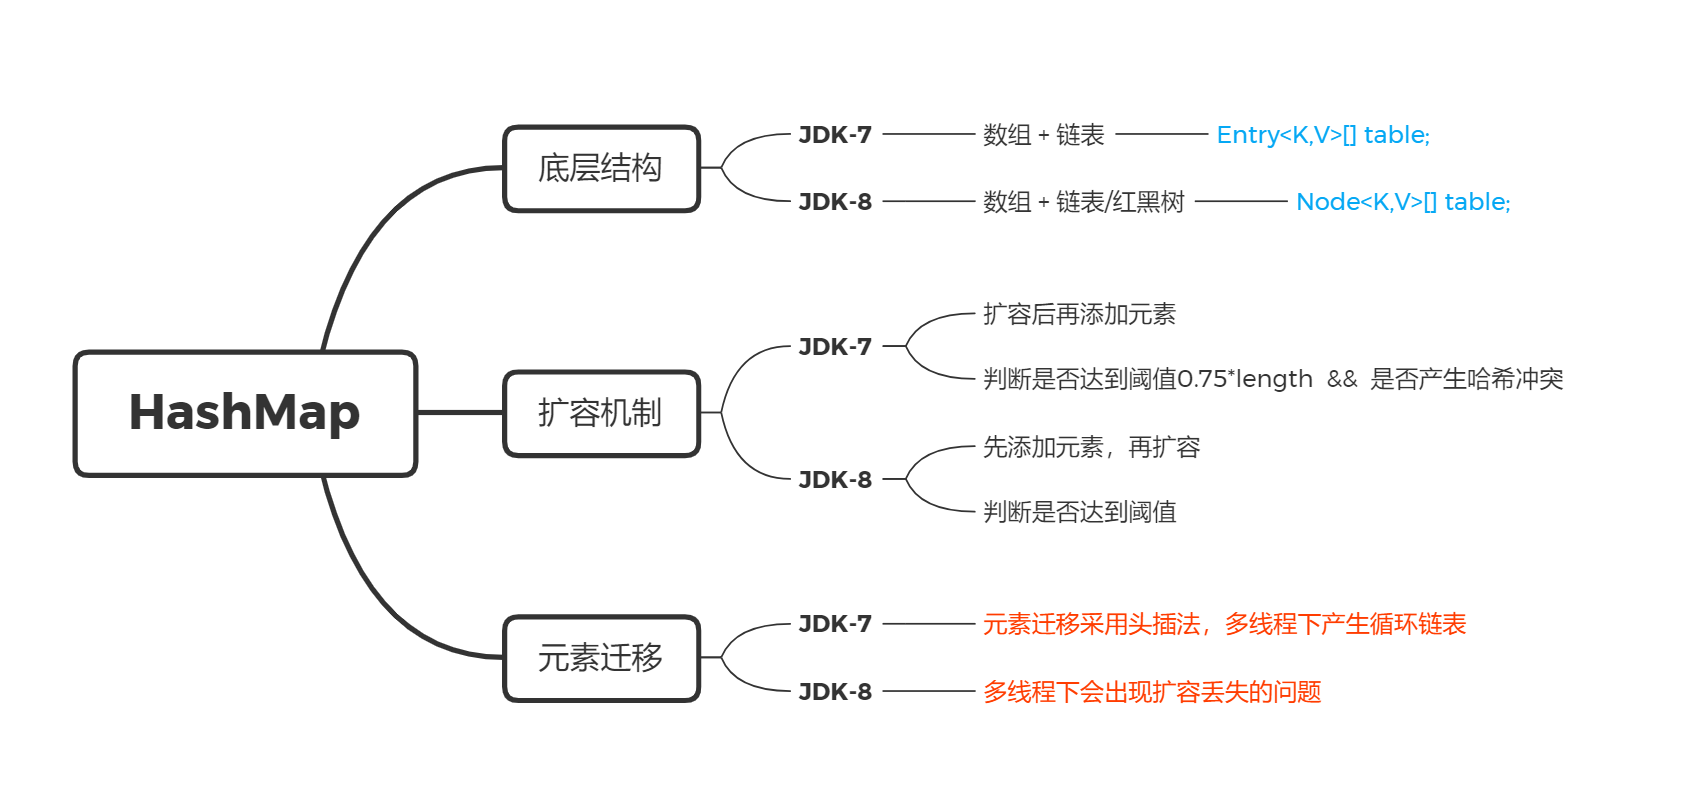 HashMap
底层结构
JDK-7
数组 + 链表
Entry<K,V>[] table;
JDK-8
数组 + 链表/红黑树
Node<K,V>[] table;
扩容机制
JDK-7
扩容后再添加元素
判断是否达到阈值0.75*length && 是否产生哈希冲突
JDK-8
先添加元素，再扩容
判断是否达到阈值
元素迁移
JDK-7
元素迁移采用头插法，多线程下产生循环链表
JDK-8
多线程下会出现扩容丢失的问题